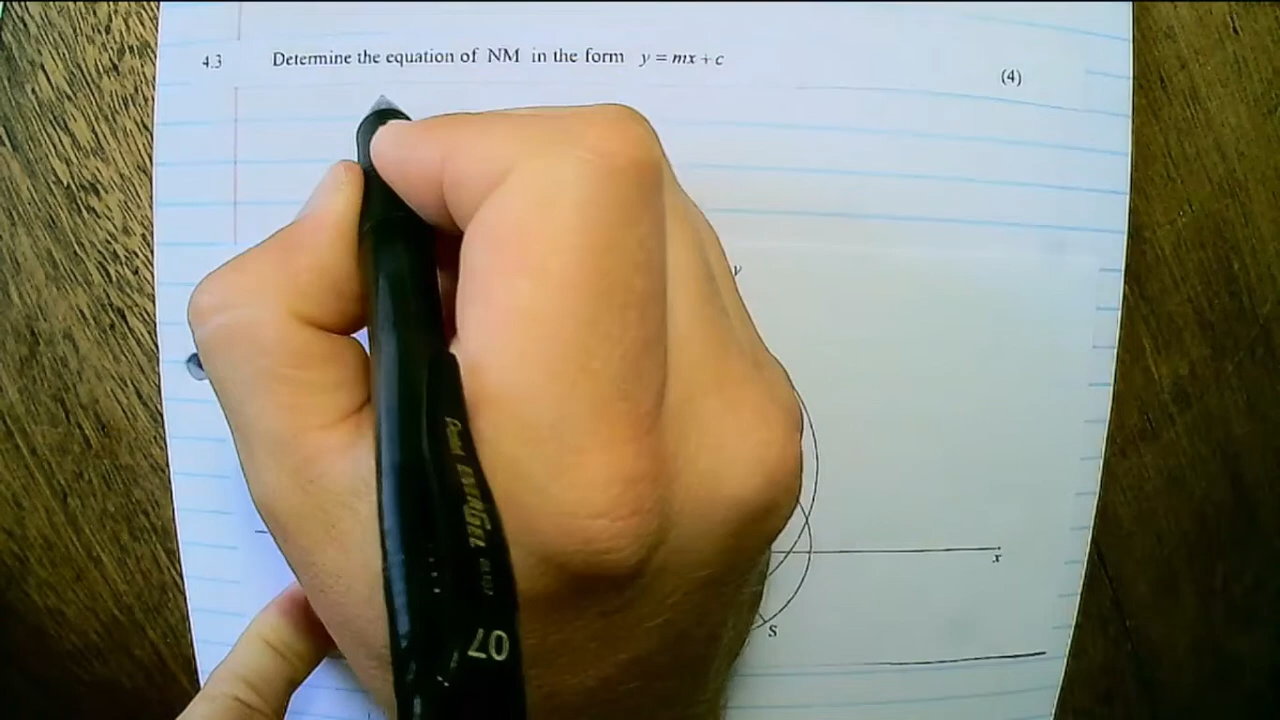 4.3 Determine the equation of NM in the form y = mx + c
(4)
y
x
S
07